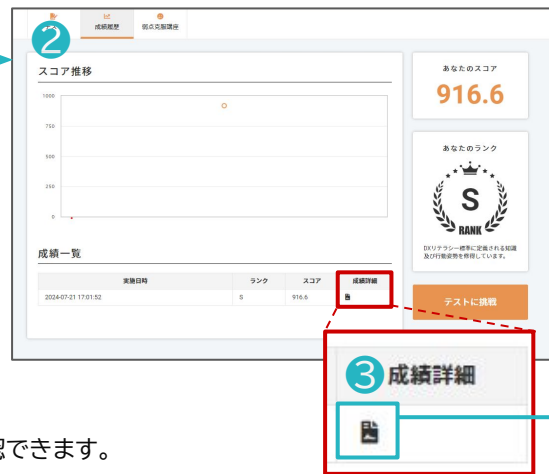 成績履歴
弱点克服講座
2
スコア推移
1000
750
500
250
0
成績一覧
実施日時 ランク スコア 成績詳細
2024-07-21 17:01:52 S 916.6
あなたのスコア
916.6
あなたのランク
S
RANK
DXリテラシー標準に定義される知識
及び行動姿勢を修得しています。
テストに挑戦
3 成績詳細
認できます。